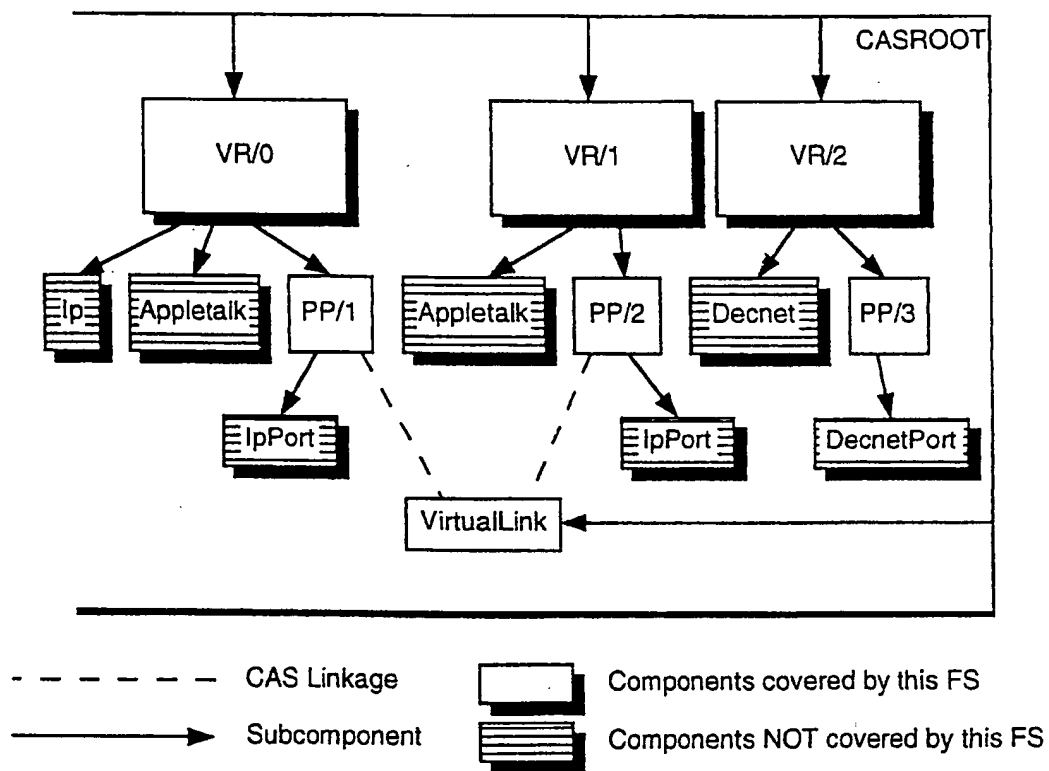 CASROOT
VR/0
VR/1
VR/2
Ip
Appletalk
PP/1
Appletalk
PP/2
Decnet
PP/3
IpPort
IpPort
DecnetPort
VirtualLink
CAS Linkage
Components covered by this FS
Subcomponent
Components NOT covered by this FS